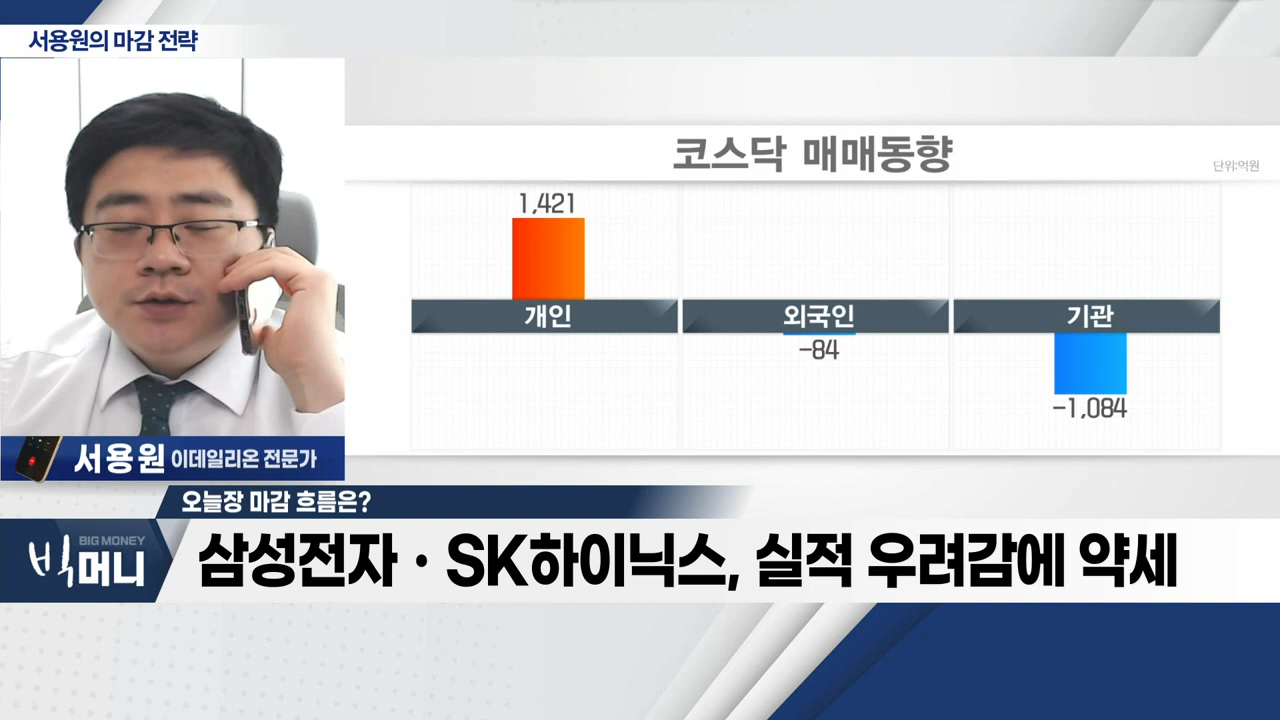 서용원의 마감 전략
코스닥 매매동향
단위:억원
1,421
개인
외국인
기관
-84
-1,084
서용원 이데일리온 전문가
오늘장 마감 흐름은?
BIG MONEY
빅머니
삼성전자·SK하이닉스, 실적 우려감에 약세